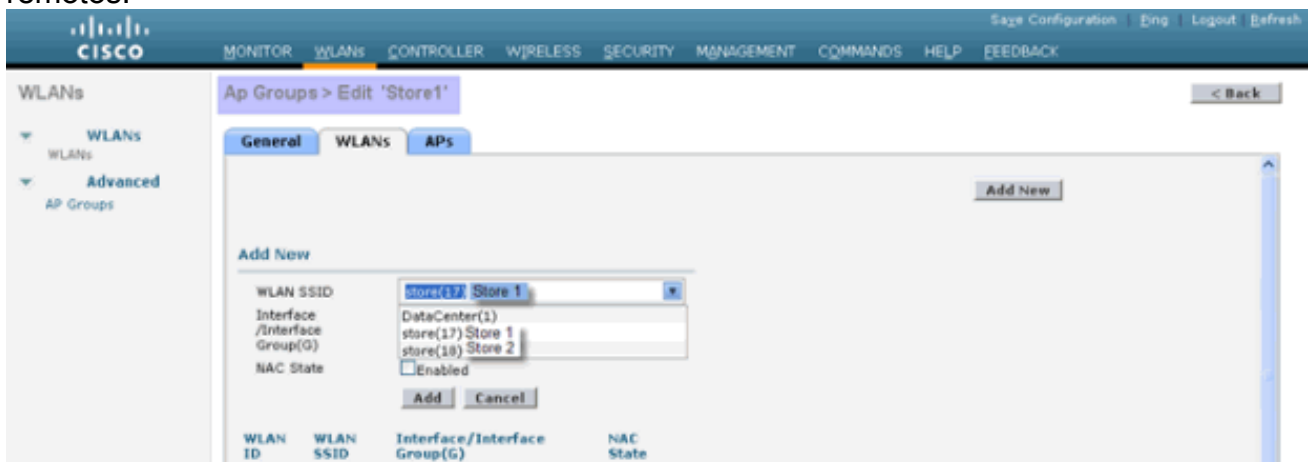 remotes.
Save Configuration | Ping | Logout | Refresh
CISCO
MONITOR WLANs CONTROLLER WIRELESS SECURITY MANAGEMENT COMMANDS HELP FEEDBACK
WLANs
Ap Groups > Edit 'Store1'
< Back
WLANs
WLANs
Advanced
AP Groups
General WLANs APs
Add New
Add New
WLAN SSID store(17) Store 1
Interface
/Interface
Group(G)
DataCenter(1)
store(17) Store 1
store(18) Store 2
NAC State Enabled
Add Cancel
WLAN ID
WLAN SSID
Interface/Interface Group(G)
NAC State